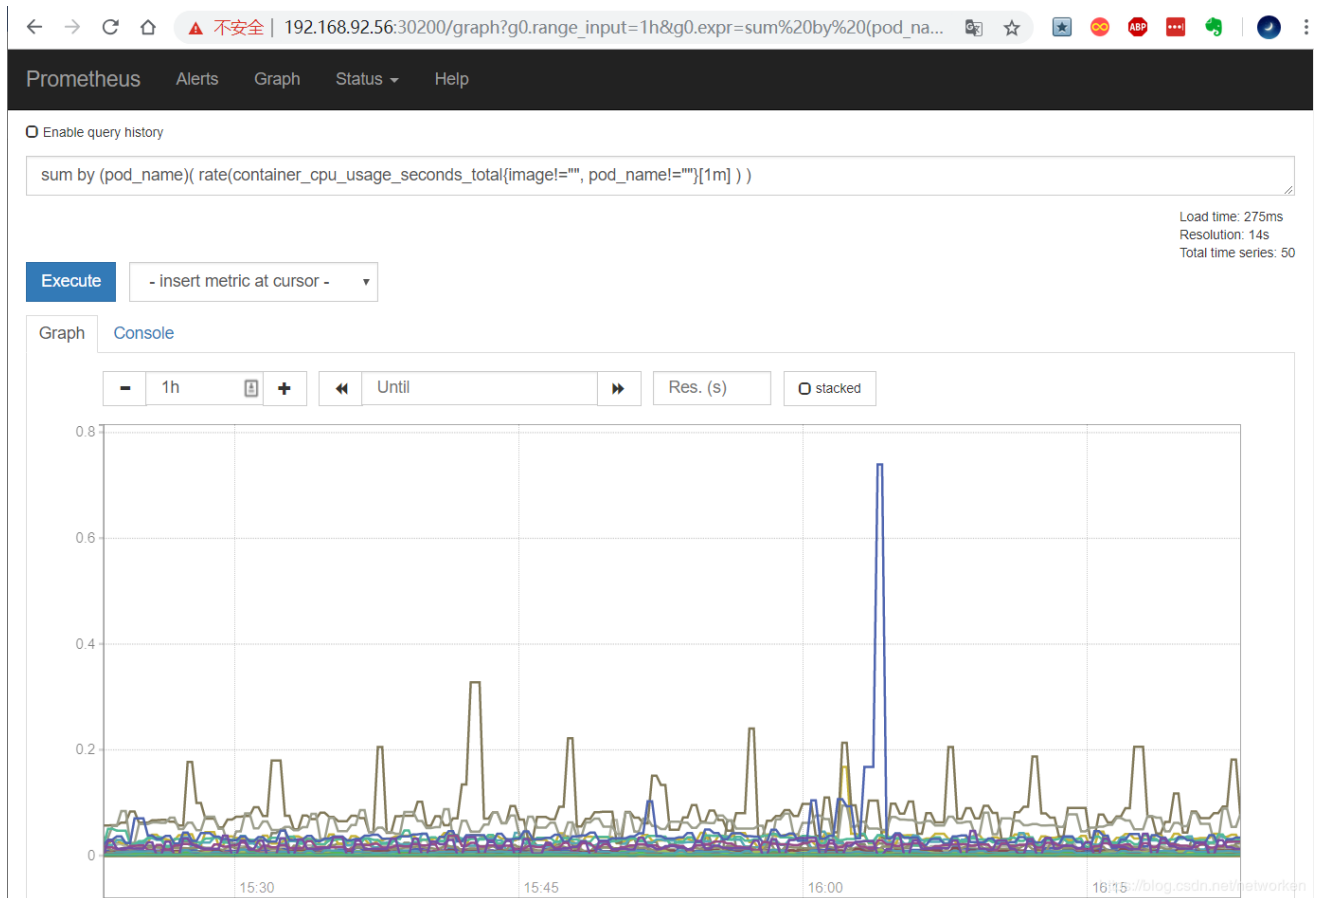 不安全 | 192.168.92.56:30200/graph?g0.range_input=1h&g0.expr=sum%20by%20(pod_na...
ABP
Prometheus Alerts Graph Status Help
Enable query history
sum by (pod_name)( rate(container_cpu_usage_seconds_total{image!="", pod_name!=""}[1m] ) )
Load time: 275ms
Resolution: 14s
Total time series: 50
Execute - insert metric at cursor -
Graph Console
1h Until Res. (s) stacked
0.8
0.6
0.4
0.2
0
15:30 15:45 16:00 16:15
//blog.csdn.net/networken